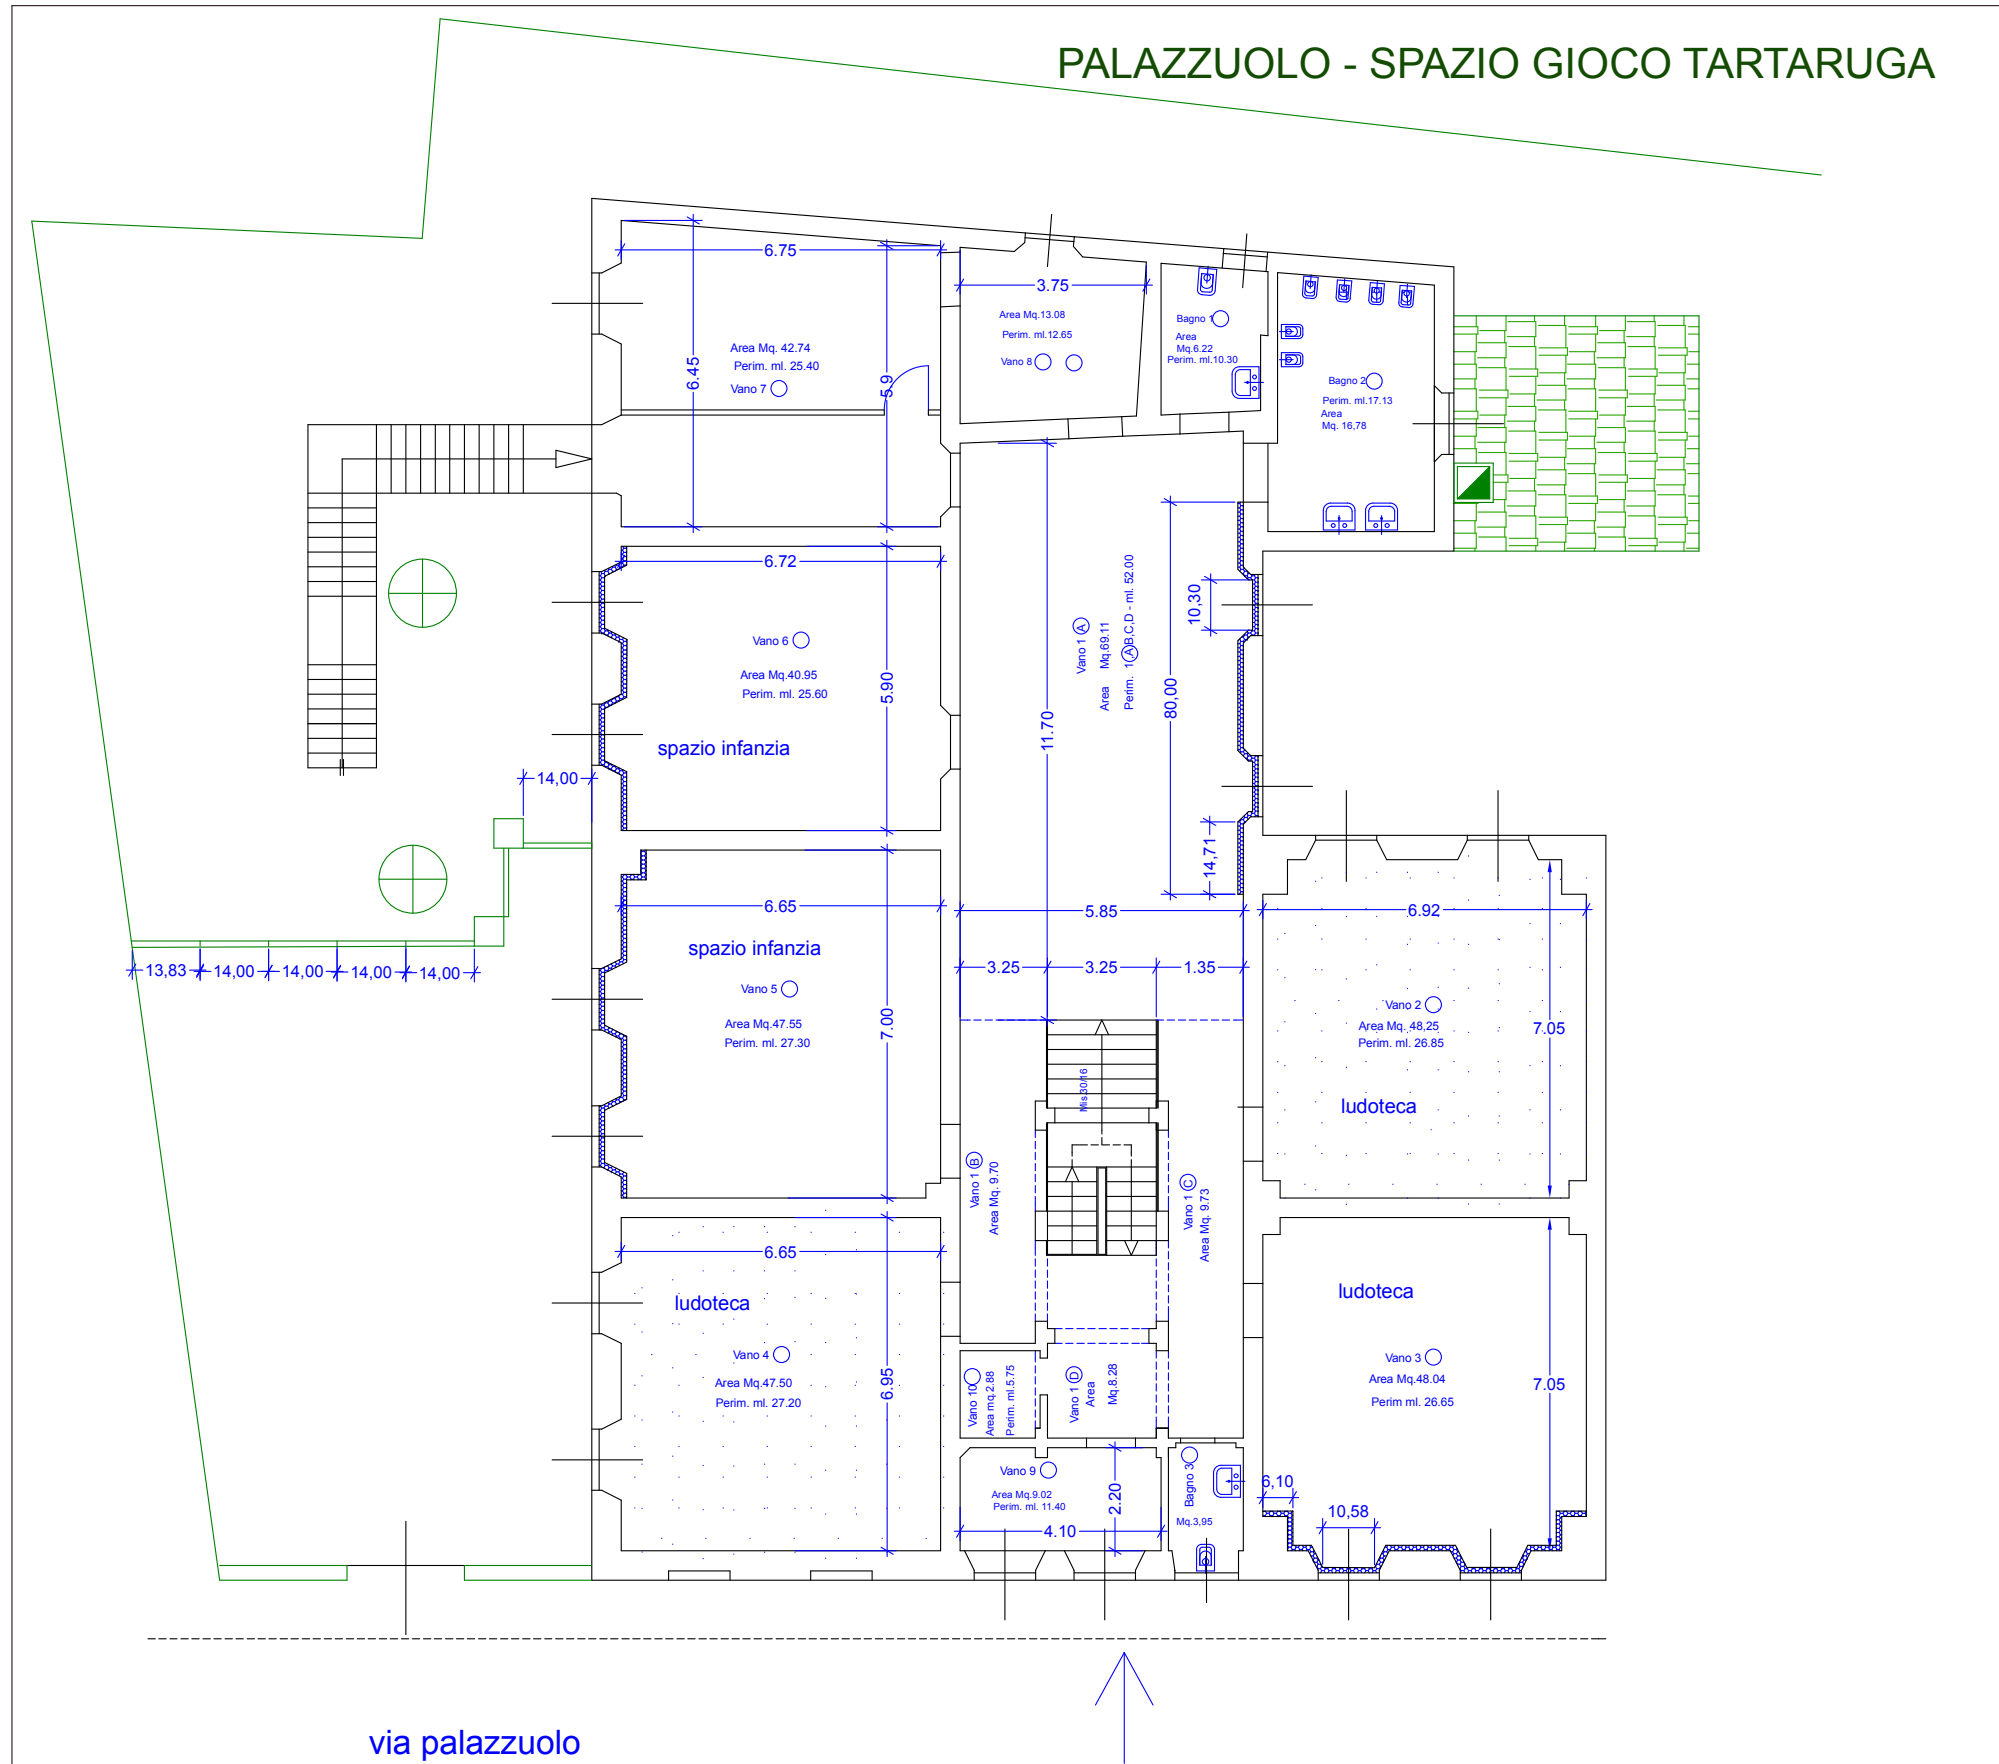 PALAZZUOLO - SPAZIO GIOCO TARTARUGA
6.75
6.45
5.9
Area Mq. 42.74
Perim. ml. 25.40
Vano 7
3.75
Area Mq.13.08
Perim. ml.12.65
Vano 8
Bagno 1
Area
Mq.6.22
Perim. ml.10.30
Bagno 2
Perim. ml.17.13
Area
Mq. 16,78
6.72
Vano 6
Area Mq.40.95
Perim. ml. 25.60
5.90
spazio infanzia
11.70
Vano 1 A
Area Mq.69.11
Perim. 1 A,B,C,D - ml. 52.00
80,00
10,30
14,71
14,00
13,83
14,00
14,00
14,00
14,00
6.65
spazio infanzia
Vano 5
Area Mq.47.55
Perim. ml. 27.30
7.00
5.85
3.25
3.25
1.35
6.92
Vano 2
Area Mq. 48,25
Perim. ml. 26.85
7.05
ludoteca
Mis.30/16
Vano 1 B
Area Mq. 9.70
Vano 1 C
Area Mq. 9.73
6.65
ludoteca
Vano 4
Area Mq.47.50
Perim. ml. 27.20
6.95
Vano 10
Area mq.2.88
Perim. ml.5.75
Vano 1 D
Area
Mq.8.28
ludoteca
Vano 3
Area Mq.48.04
Perim ml. 26.65
7.05
Vano 9
Area Mq.9.02
Perim. ml. 11.40
2.20
4.10
Bagno 3
Mq.3,95
6,10
10,58
via palazzuolo